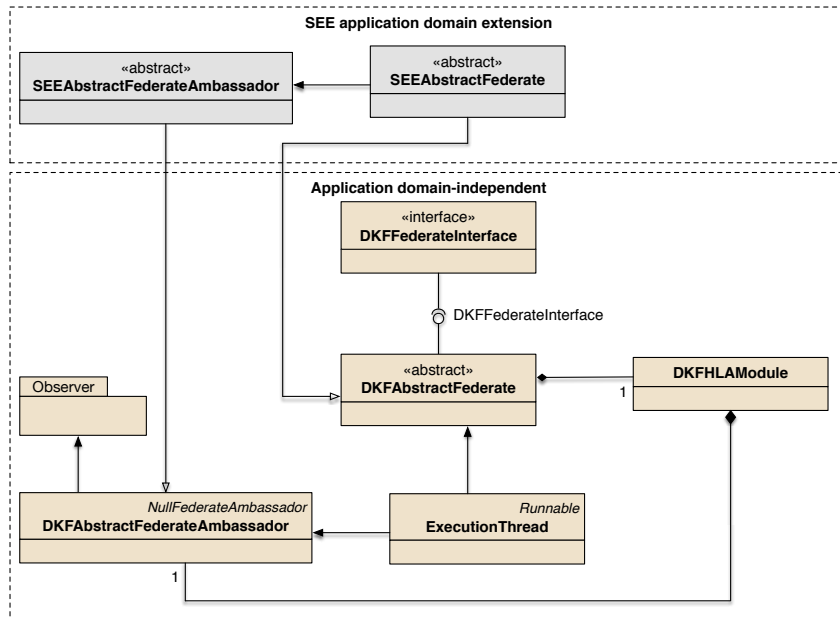 SEE application domain extension
«abstract»
SEEAbstractFederateAmbassador
«abstract»
SEEAbstractFederate
Application domain-independent
«interface»
DKFFederateInterface
DKFFederateInterface
«abstract»
DKFAbstractFederate
1
DKFHLAModule
Observer
NullFederateAmbassador
DKFAbstractFederateAmbassador
Runnable
ExecutionThread
1